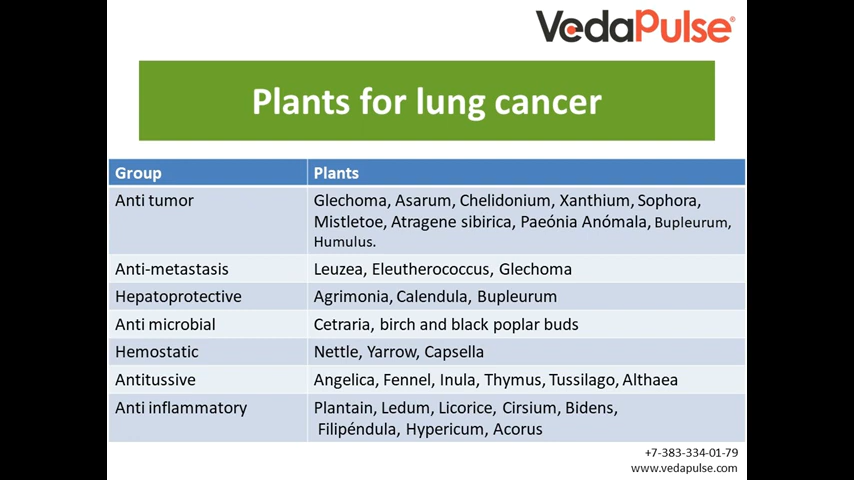 VedaPulse®
Plants for lung cancer
Group Plants
Anti tumor Glechoma, Asarum, Chelidonium, Xanthium, Sophora,
Mistletoe, Atragene sibirica, Paeónia Anómala, Bupleurum,
Humulus.
Anti-metastasis Leuzea, Eleutherococcus, Glechoma
Hepatoprotective Agrimonia, Calendula, Bupleurum
Anti microbial Cetraria, birch and black poplar buds
Hemostatic Nettle, Yarrow, Capsella
Antitussive Angelica, Fennel, Inula, Thymus, Tussilago, Althaea
Anti inflammatory Plantain, Ledum, Licorice, Cirsium, Bidens,
Filipéndula, Hypericum, Acorus
+7-383-334-01-79
www.vedapulse.com